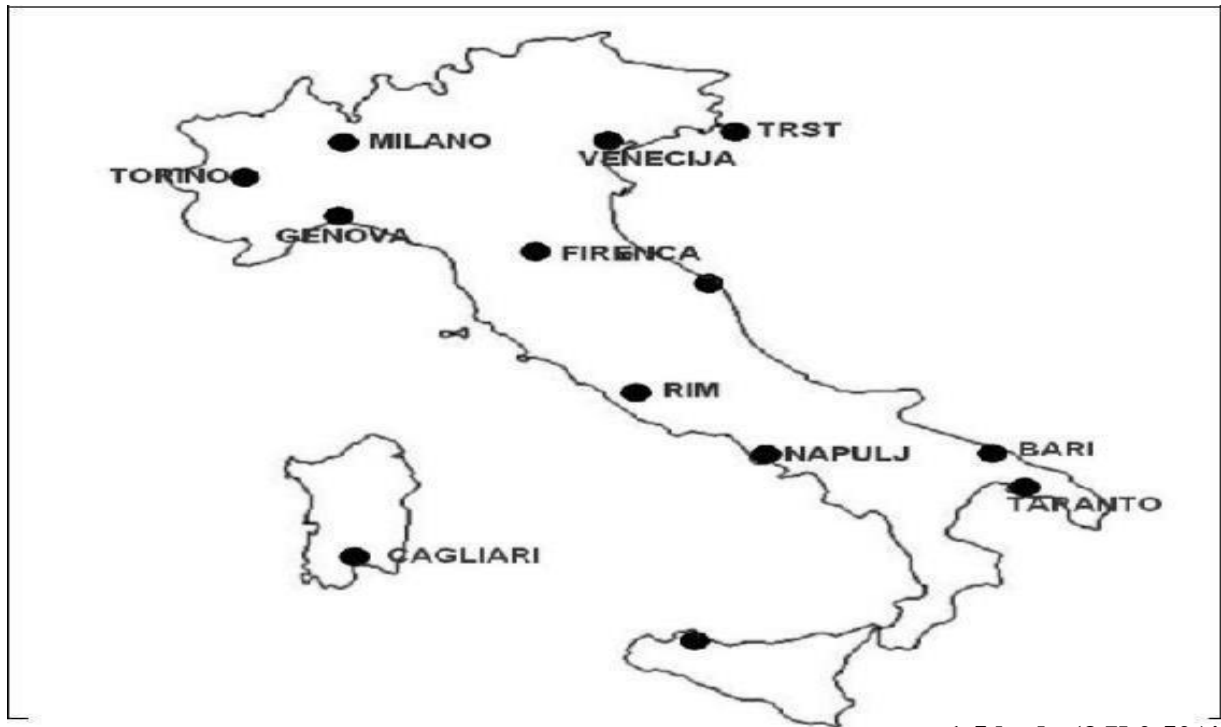 TRST
MILANO
VENECIJA
TORINO
GENOVA
FIRENCA
RIM
NAPULJ
BARI
TARANTO
CAGLIARI